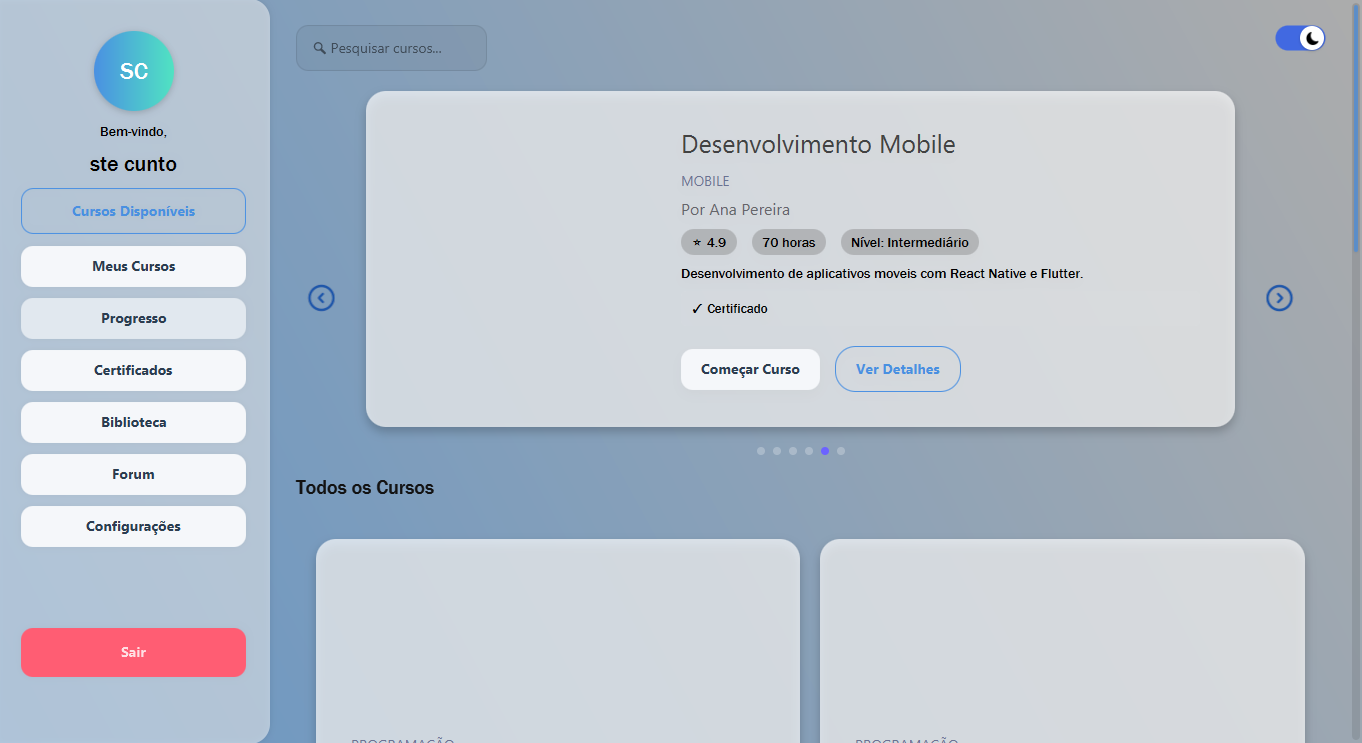 SC
Bem-vindo,
ste cunto
Cursos Disponíveis
Meus Cursos
Progresso
Certificados
Biblioteca
Forum
Configurações
Sair
🔍 Pesquisar cursos...
Desenvolvimento Mobile
MOBILE
Por Ana Pereira
⭐ 4.9 70 horas Nível: Intermediário
Desenvolvimento de aplicativos moveis com React Native e Flutter.
✓ Certificado
Começar Curso Ver Detalhes
Todos os Cursos
PROGRAMAÇÃO PROGRAMAÇÃO